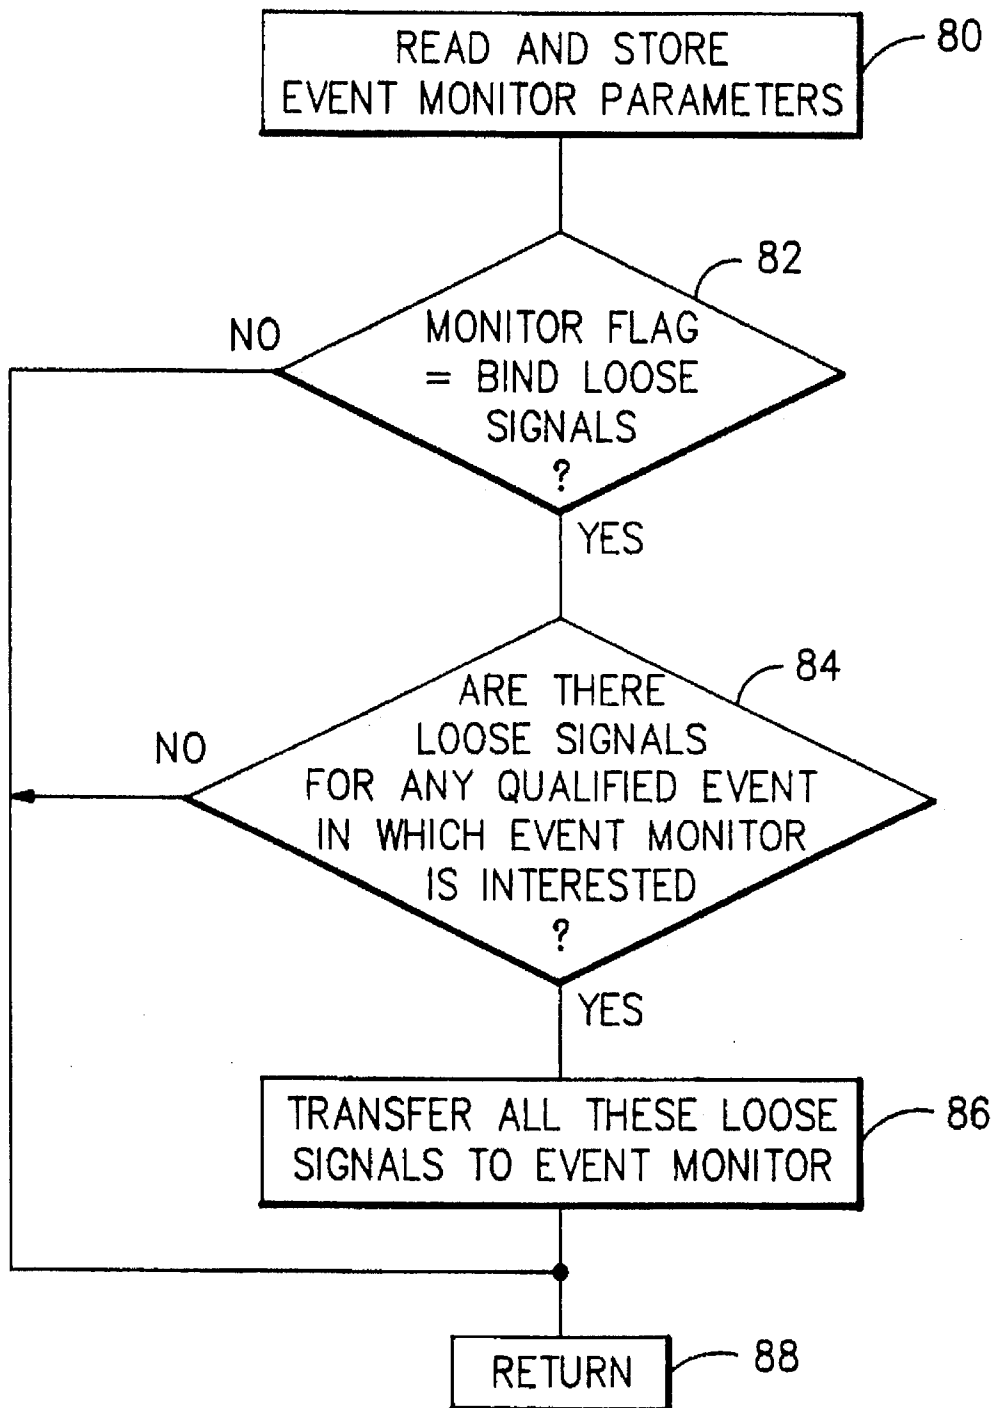 READ AND STORE
EVENT MONITOR PARAMETERS
80
82
MONITOR FLAG
= BIND LOOSE
SIGNALS
?
NO
YES
84
ARE THERE
LOOSE SIGNALS
FOR ANY QUALIFIED EVENT
IN WHICH EVENT MONITOR
IS INTERESTED
?
NO
YES
TRANSFER ALL THESE LOOSE
SIGNALS TO EVENT MONITOR
86
RETURN
88